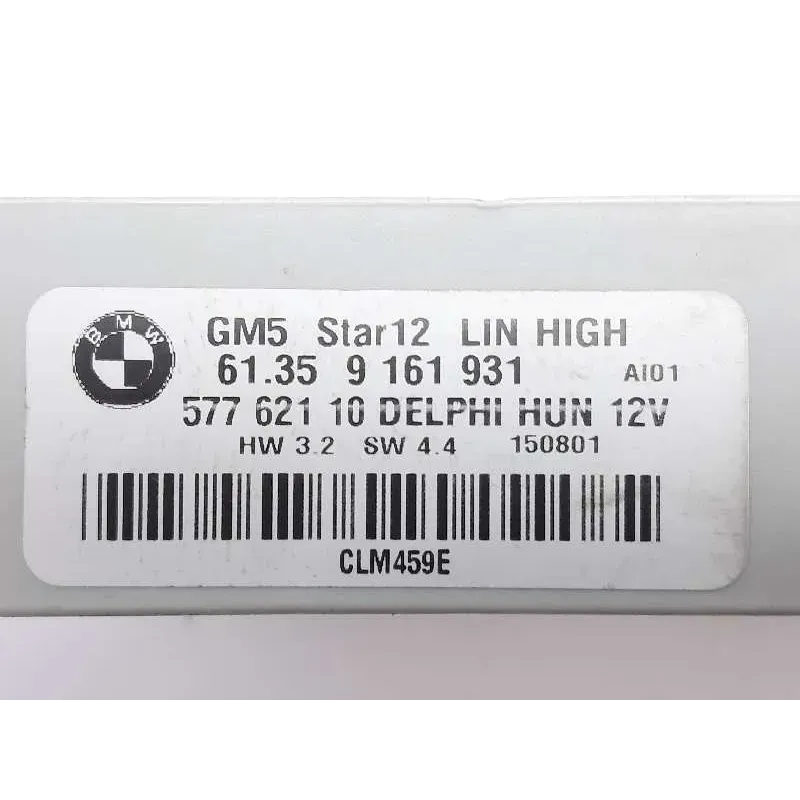 BMW
GM5 Star12 LIN HIGH
61.35 9 161 931 AI01
577 621 10 DELPHI HUN 12V
HW 3.2 SW 4.4 150801
CLM459E